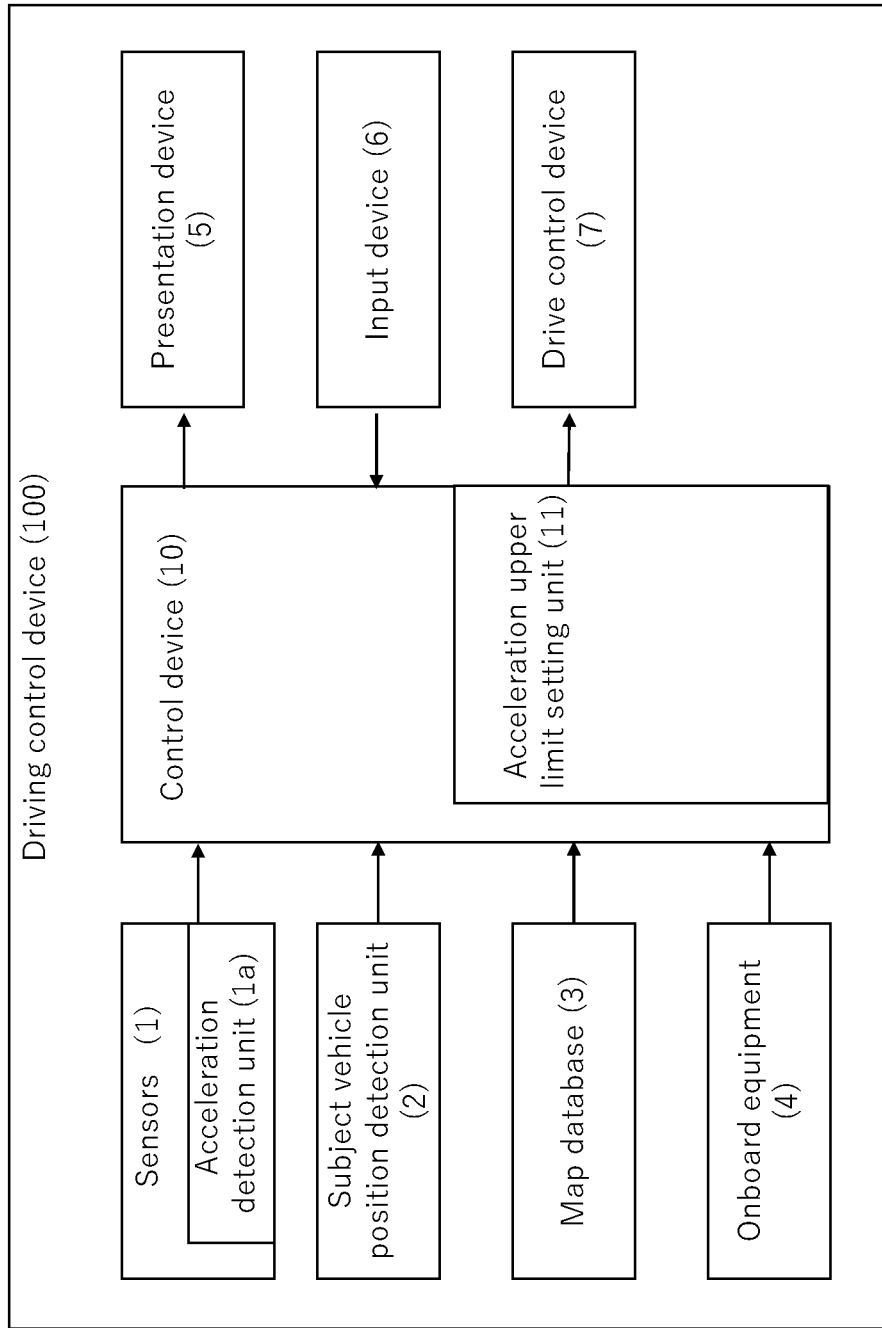 Driving control device (100)
Sensors (1)
Acceleration
detection unit (1a)
Subject vehicle
position detection unit
(2)
Map database (3)
Onboard equipment
(4)
Control device (10)
Acceleration upper
limit setting unit (11)
Presentation device
(5)
Input device (6)
Drive control device
(7)